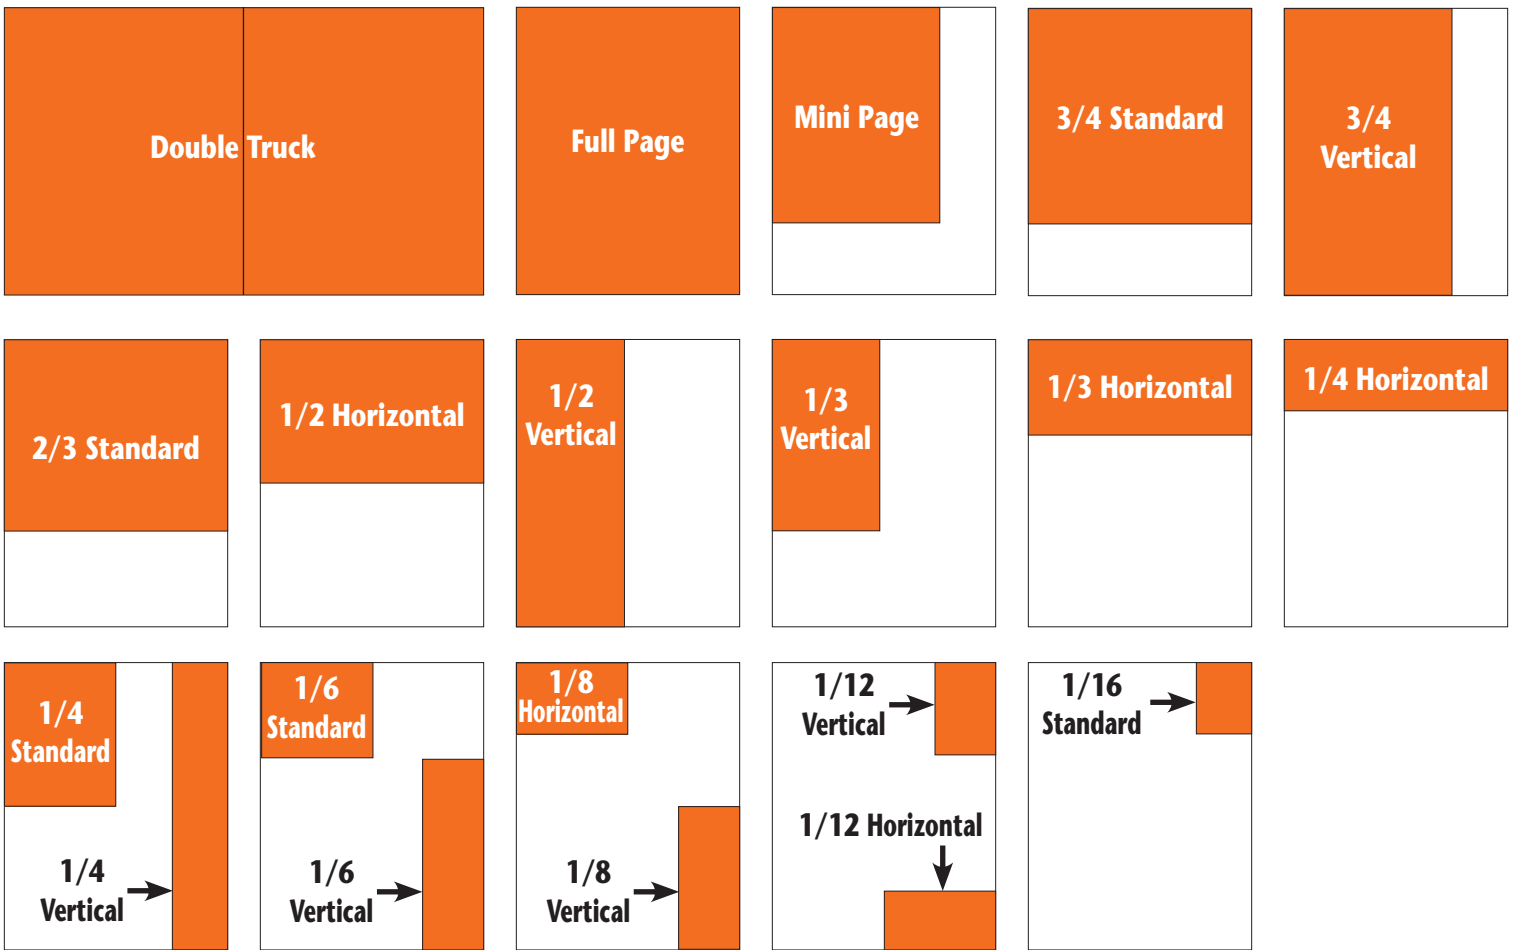 Double Truck
Full Page
Mini Page
3/4 Standard
3/4
Vertical
2/3 Standard
1/2 Horizontal
1/2
Vertical
1/3
Vertical
1/3 Horizontal
1/4 Horizontal
1/4
Standard
1/4
Vertical
1/6
Standard
1/6
Vertical
1/8
Horizontal
1/8
Vertical
1/12
Vertical
1/12 Horizontal
1/16
Standard